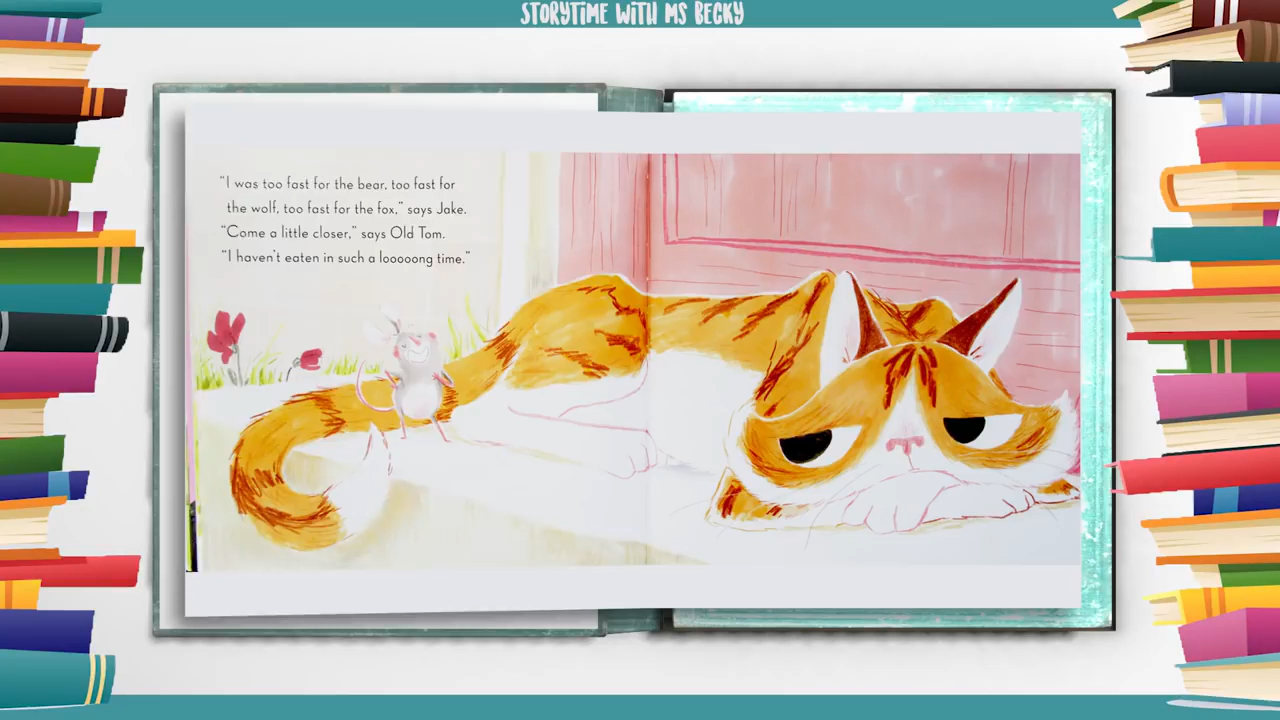 STORYTIME WITH MS BECKY
"I was too fast for the bear, too fast for
the wolf, too fast for the fox," says Jake.
"Come a little closer," says Old Tom.
"I haven't eaten in such a looooong time."